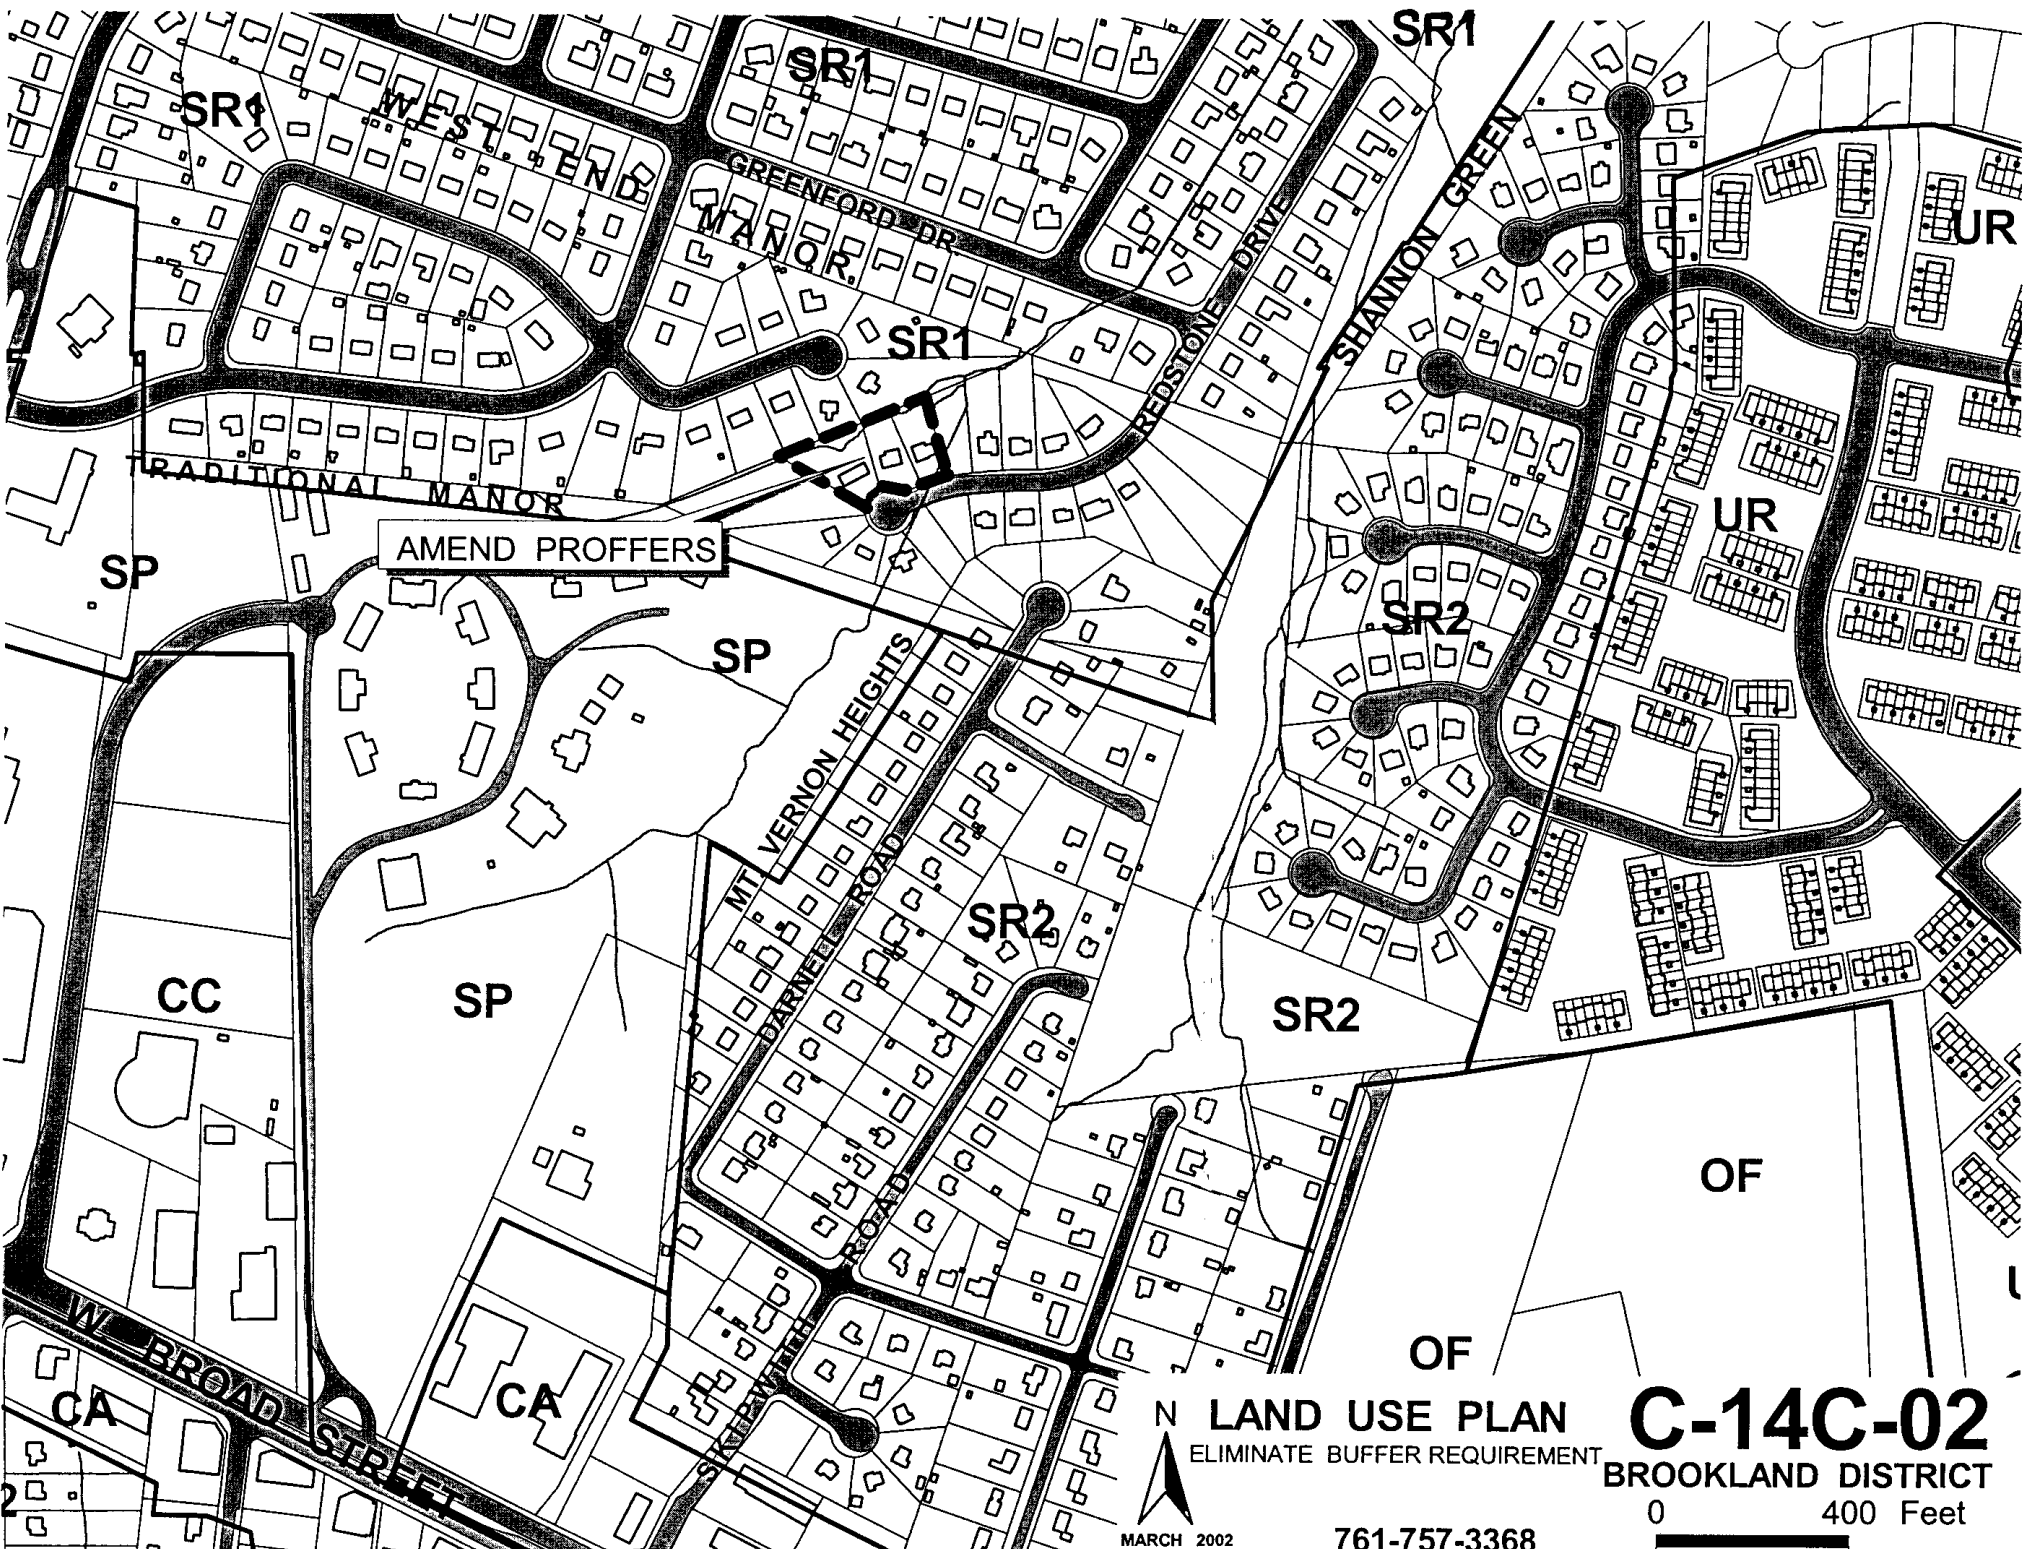 SR1
SR1
SR1
WEST END
MANOR
GREENFORD DR
SHANNON GREEN
REDSTONE DRIVE
UR
SR1
TRADITIONAL MANOR
AMEND PROFFERS
UR
SP
SR2
SP
MT. VERNON HEIGHTS
DARNELL ROAD
SR2
CC
SP
SR2
OF
SKIPWITH ROAD
OF
W BROAD STREET
CA
CA
2
N
LAND USE PLAN
ELIMINATE BUFFER REQUIREMENT
C-14C-02
BROOKLAND DISTRICT
0 400 Feet
MARCH 2002
761-757-3368